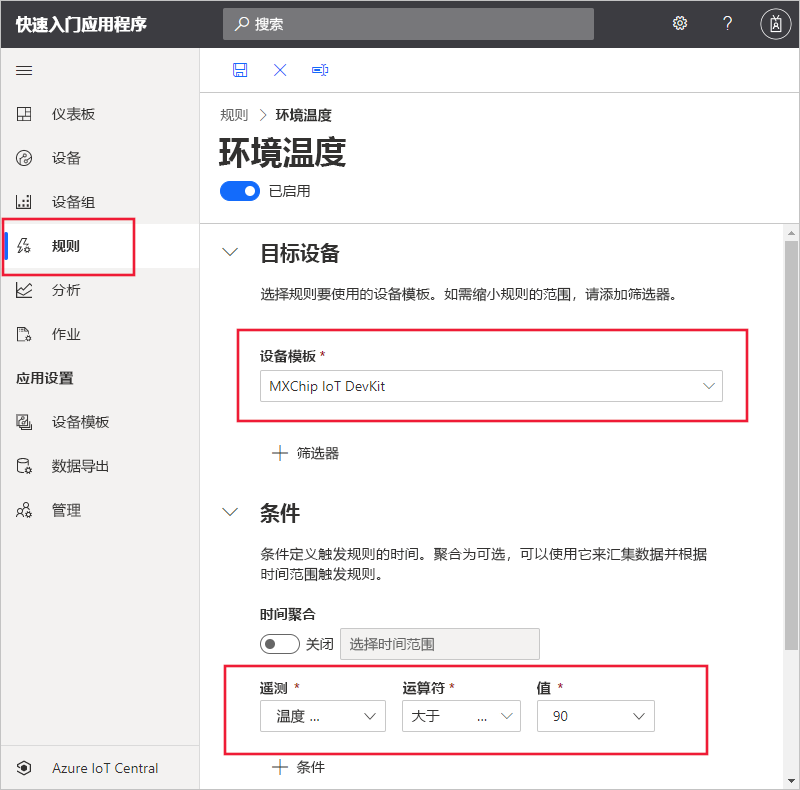 快速入门应用程序
搜索
?
仪表板
设备
设备组
规则
分析
作业
应用设置
设备模板
数据导出
管理
Azure IoT Central
规则 > 环境温度
环境温度
已启用
目标设备
选择规则要使用的设备模板。如需缩小规则的范围，请添加筛选器。
设备模板 *
MXChip IoT DevKit
+ 筛选器
条件
条件定义触发规则的时间。聚合为可选，可以使用它来汇集数据并根据
时间范围触发规则。
时间聚合
关闭 选择时间范围
遥测 * 运算符 * 值 *
温度 ... 大于 ... 90
+ 条件